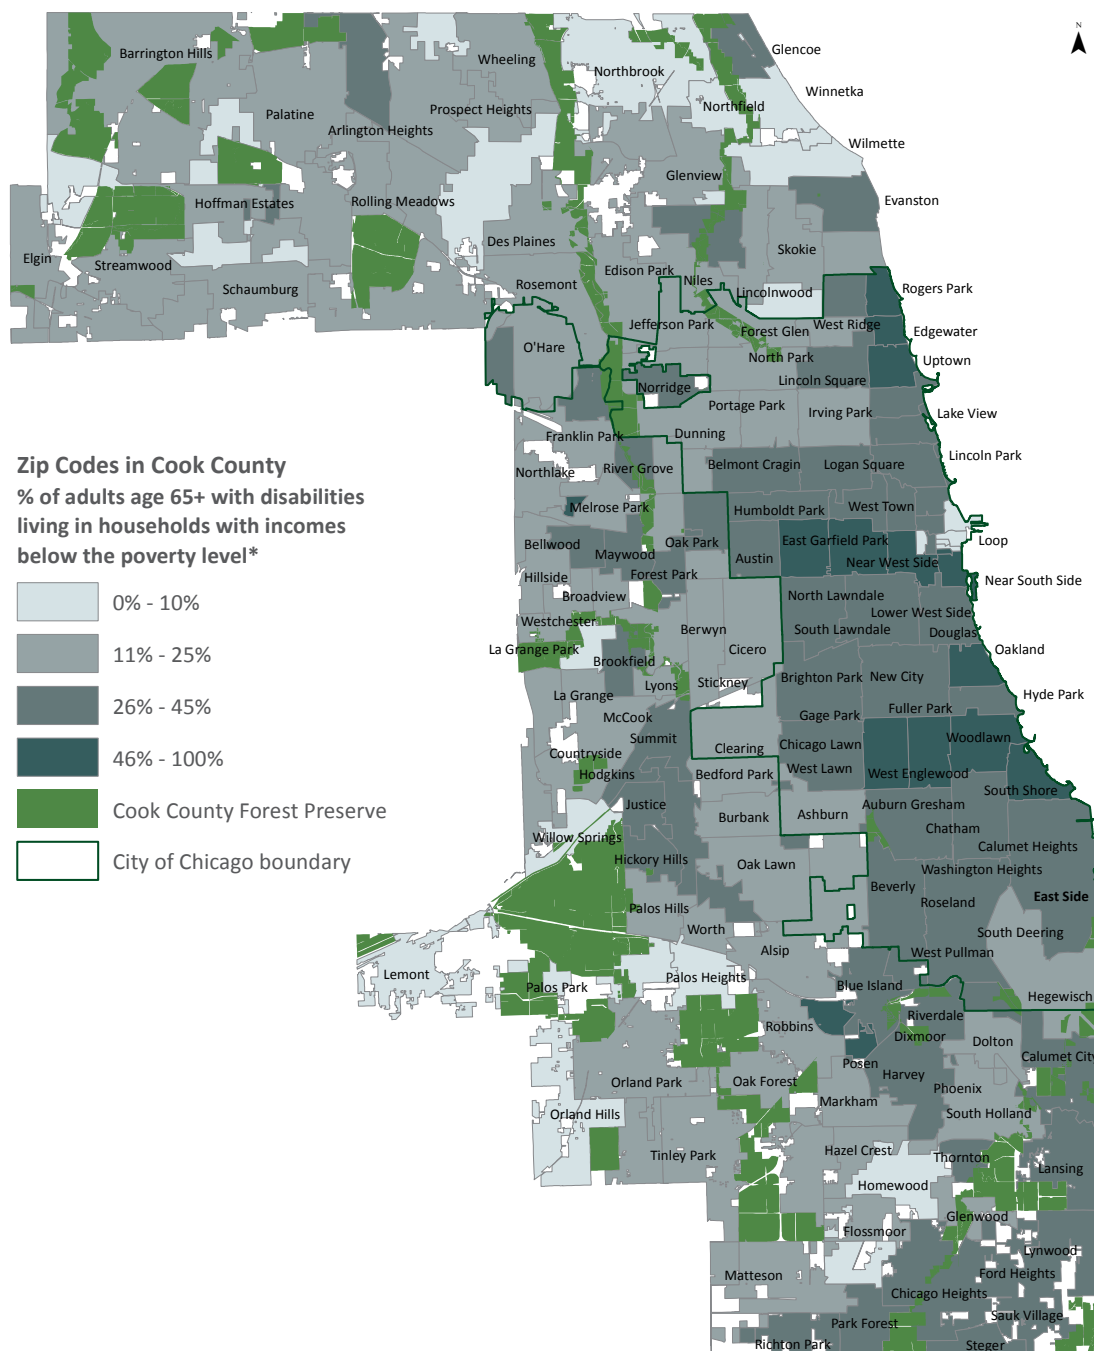 N
Barrington Hills
Wheeling
Glencoe
Northbrook
Winnetka
Northfield
Prospect Heights
Palatine
Arlington Heights
Wilmette
Glenview
Hoffman Estates
Rolling Meadows
Evanston
Skokie
Des Plaines
Elgin
Streamwood
Edison Park
Niles
Rosemont
Schaumburg
Lincolnwood
Rogers Park
Jefferson Park
Forest Glen
West Ridge
Edgewater
O'Hare
North Park
Uptown
Norridge
Lincoln Square
Portage Park
Irving Park
Lake View
Franklin Park
Dunning
Lincoln Park
Zip Codes in Cook County
% of adults age 65+ with disabilities
living in households with incomes
below the poverty level*
0% - 10%
11% - 25%
26% - 45%
46% - 100%
Cook County Forest Preserve
City of Chicago boundary
Northlake
River Grove
Belmont Cragin
Logan Square
Melrose Park
Humboldt Park
West Town
Bellwood
Maywood
Oak Park
Austin
East Garfield Park
Loop
Near West Side
Hillside
Forest Park
Near South Side
Broadview
North Lawndale
Lower West Side
Westchester
Berwyn
South Lawndale
Douglas
La Grange Park
Brookfield
Cicero
Oakland
Lyons
Stickney
Brighton Park
New City
La Grange
Hyde Park
McCook
Gage Park
Fuller Park
Summit
Clearing
Chicago Lawn
Woodlawn
Countryside
Hodgkins
Bedford Park
West Lawn
West Englewood
South Shore
Justice
Burbank
Ashburn
Auburn Gresham
Willow Springs
Chatham
Calumet Heights
Hickory Hills
Oak Lawn
Washington Heights
Beverly
East Side
Palos Hills
Roseland
Worth
South Deering
Alsip
West Pullman
Lemont
Palos Heights
Palos Park
Blue Island
Hegewisch
Robbins
Riverdale
Dixmoor
Dolton
Posen
Calumet City
Orland Park
Oak Forest
Harvey
Phoenix
Markham
Orland Hills
South Holland
Tinley Park
Hazel Crest
Thornton
Lansing
Homewood
Glenwood
Flossmoor
Lynwood
Matteson
Ford Heights
Chicago Heights
Park Forest
Sauk Village
Richton Park
Steger